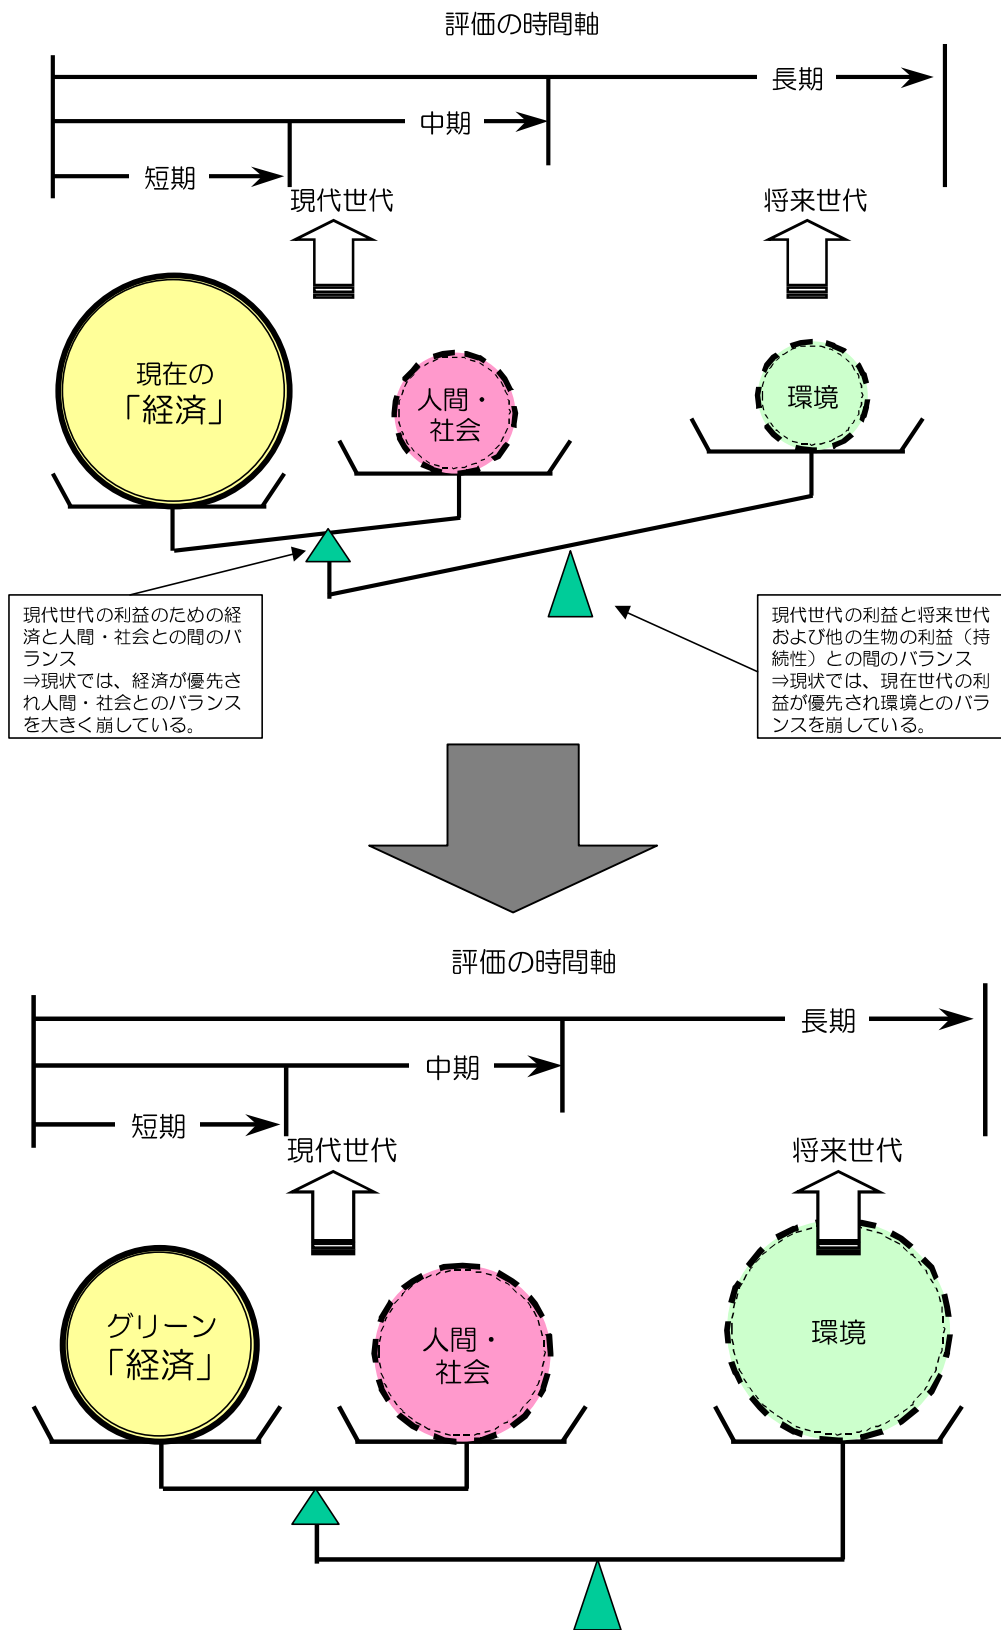 評価の時間軸
長期
中期
短期
現代世代
将来世代
現在の
「経済」
人間・
社会
環境
現代世代の利益のための経
済と人間・社会との間のバ
ランス
⇒現状では、経済が優先さ
れ人間・社会とのバランス
を大きく崩している。
現代世代の利益と将来世代
および他の生物の利益（持
続性）との間のバランス
⇒現状では、現在世代の利
益が優先され環境とのバラ
ンスを崩している。
評価の時間軸
長期
中期
短期
現代世代
将来世代
グリーン
「経済」
人間・
社会
環境